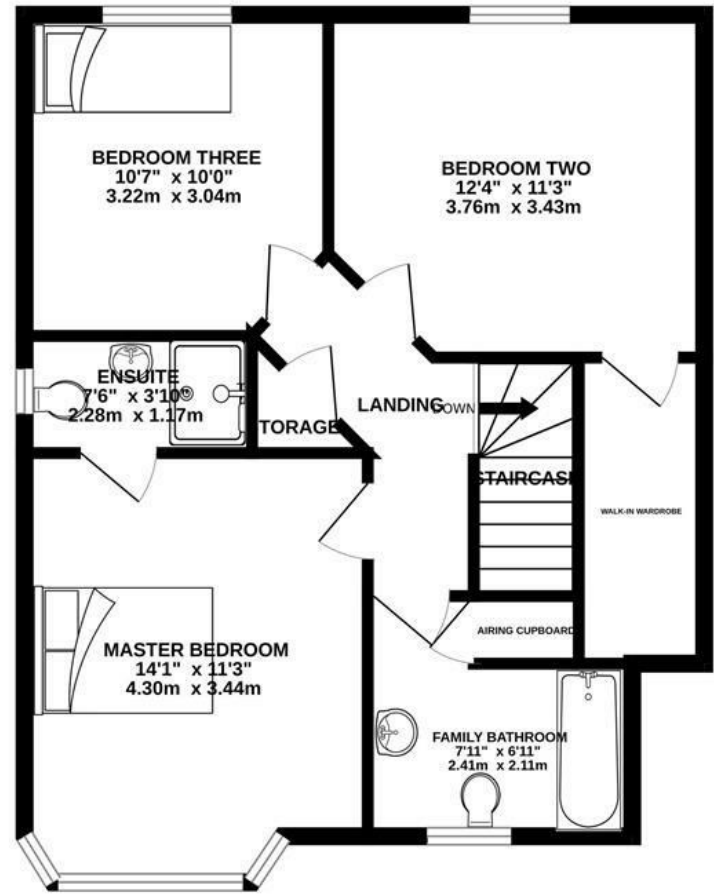 BEDROOM THREE
10'7" x 10'0"
3.22m x 3.04m
BEDROOM TWO
12'4" x 11'3"
3.76m x 3.43m
ENSUITE
7'6" x 3'10"
2.28m x 1.17m
TORAGE
LANDING
DOWN
STAIRCASE
WALK-IN WARDROBE
AIRING CUPBOARD
MASTER BEDROOM
14'1" x 11'3"
4.30m x 3.44m
FAMILY BATHROOM
7'11" x 6'11"
2.41m x 2.11m